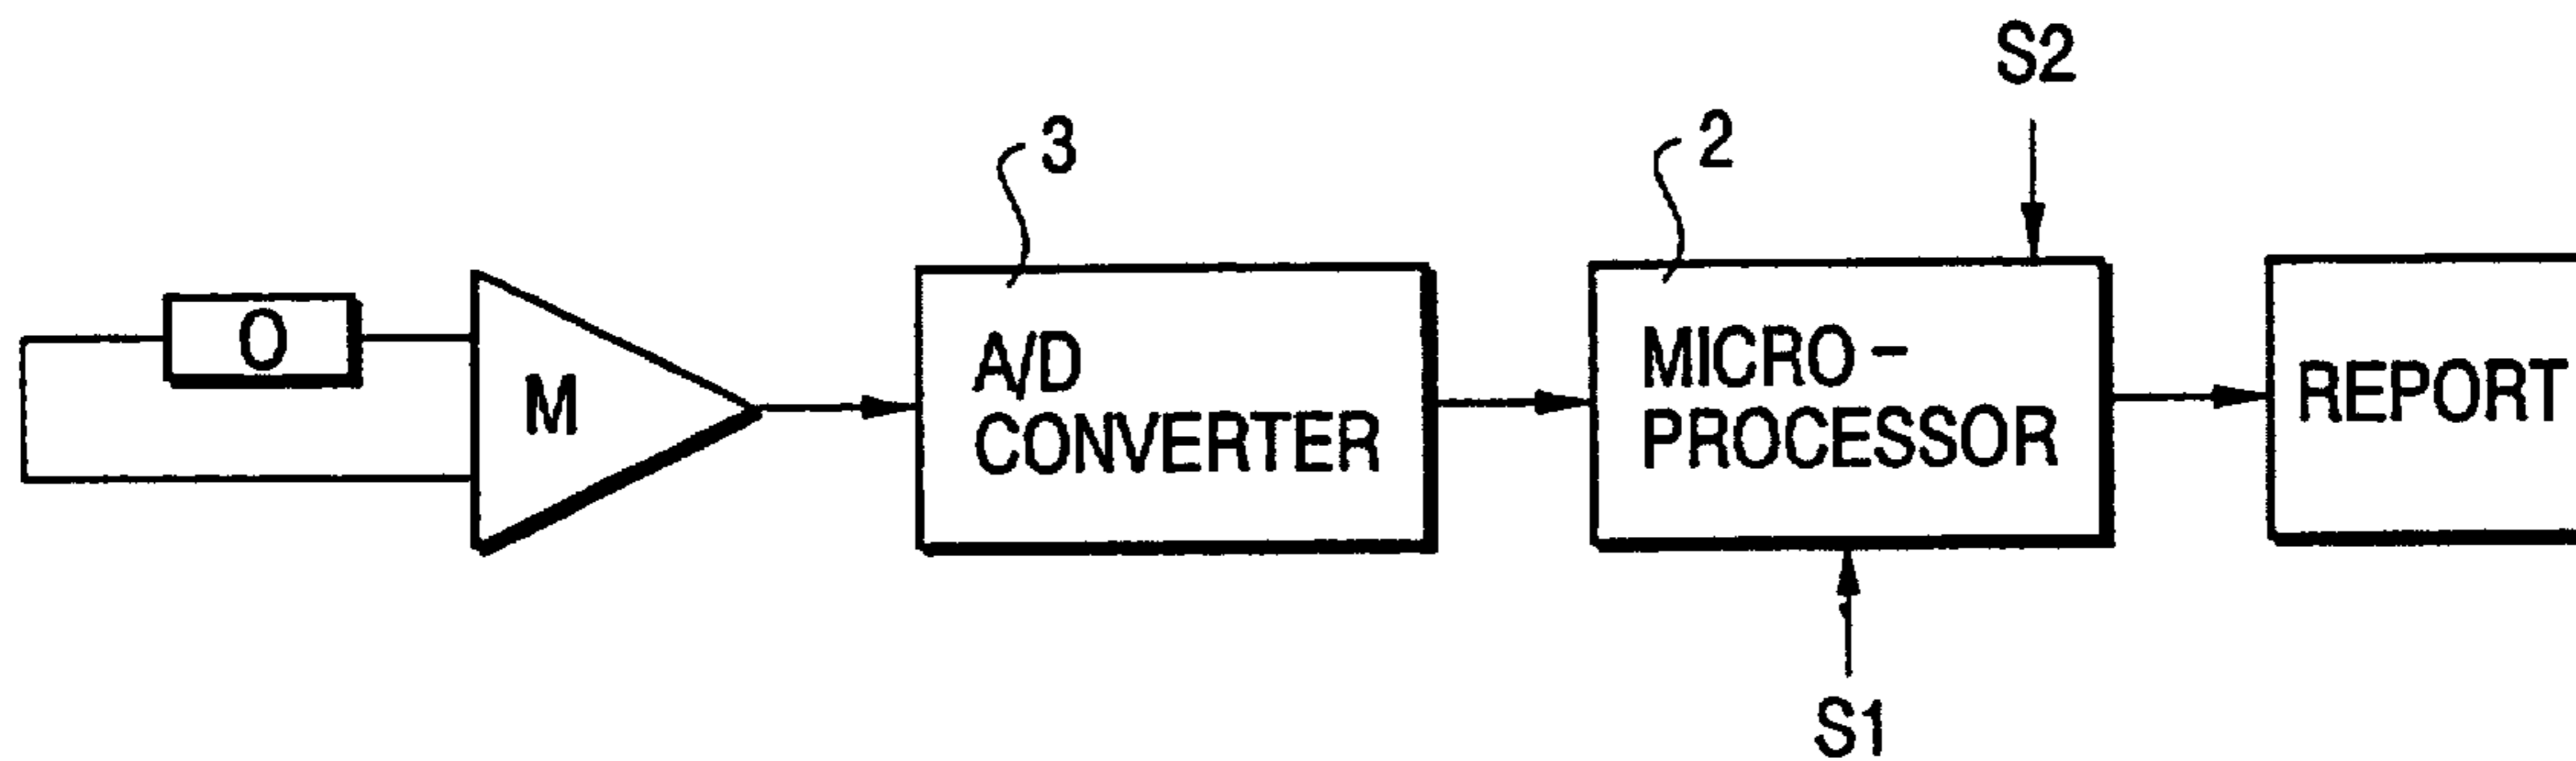 S2
3
2
O
M
A/D
CONVERTER
MICRO-
PROCESSOR
REPORT
S1